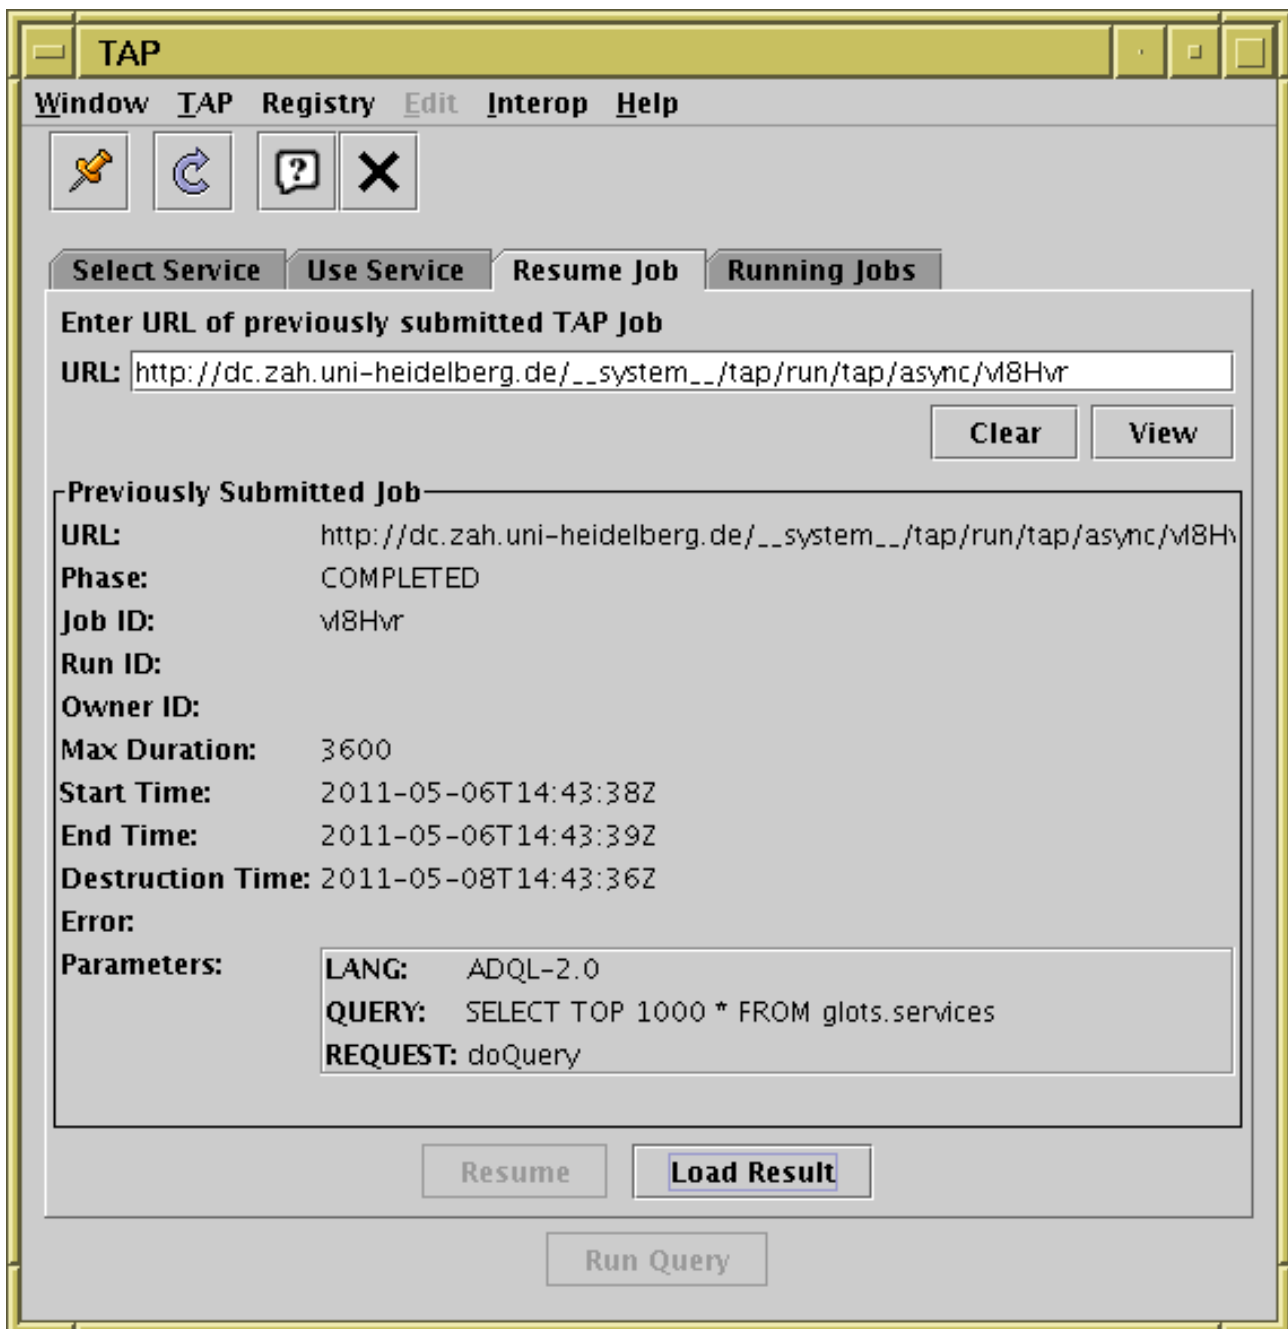 TAP
Window TAP Registry Edit Interop Help
Select Service Use Service Resume Job Running Jobs
Enter URL of previously submitted TAP Job
URL: http://dc.zah.uni-heidelberg.de/__system__/tap/run/tap/async/vl8Hvr
Clear View
Previously Submitted Job
URL: http://dc.zah.uni-heidelberg.de/__system__/tap/run/tap/async/vl8Hv
Phase: COMPLETED
Job ID: vl8Hvr
Run ID:
Owner ID:
Max Duration: 3600
Start Time: 2011-05-06T14:43:38Z
End Time: 2011-05-06T14:43:39Z
Destruction Time: 2011-05-08T14:43:36Z
Error:
Parameters: LANG: ADQL-2.0
QUERY: SELECT TOP 1000 * FROM glots.services
REQUEST: doQuery
Resume Load Result
Run Query